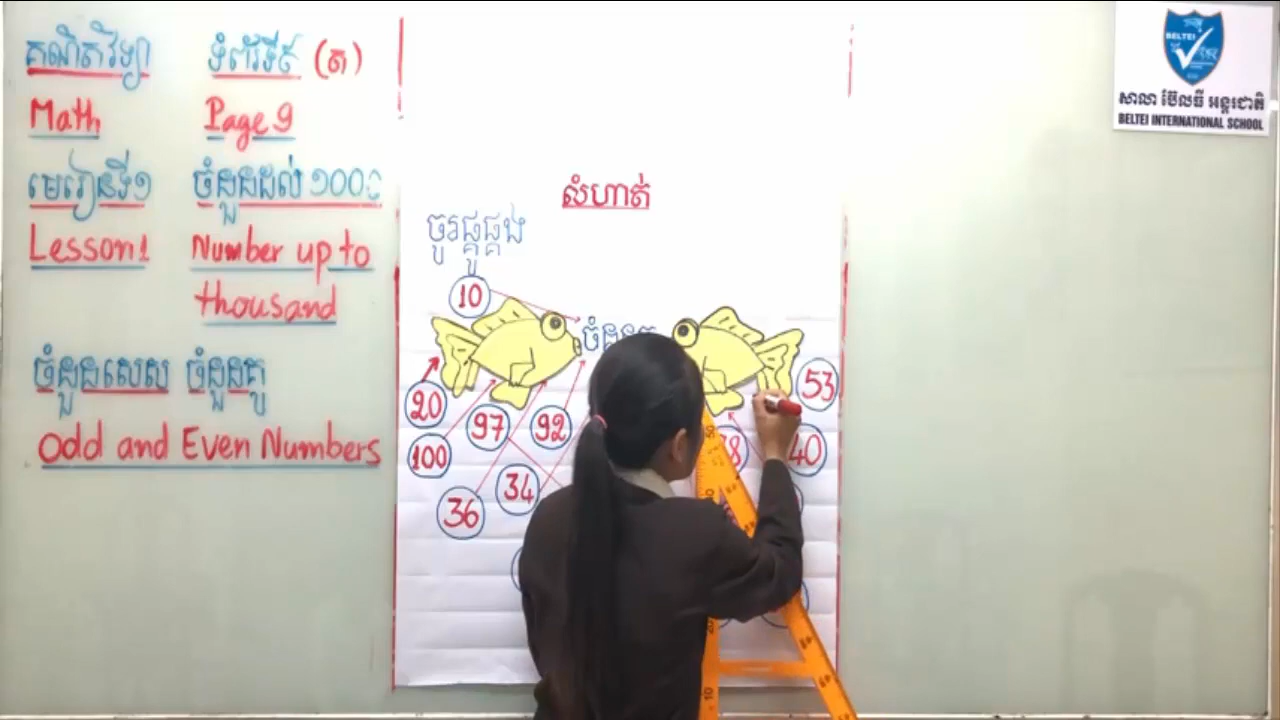 គណិតវិទ្យា ទំព័រទី៩ (ត)
Math Page 9
មេរៀនទី១ ចំនួនដល់ ១០០០
Lesson 1 Number up to
thousand
ចំនួនសេស ចំនួនគូ
Odd and Even Numbers
លំហាត់
ចូរផ្គូផ្គង
10
53
20
97
92
100
40
34
36
BELTEI
សាលា ប៊ែលធី អន្តរជាតិ
BELTEI INTERNATIONAL SCHOOL